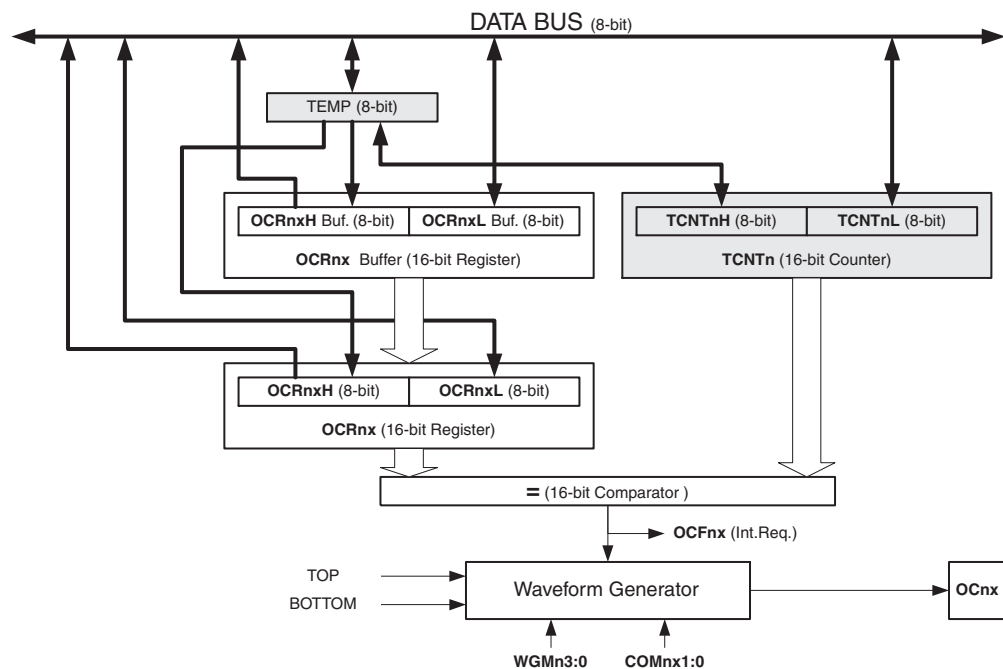 DATA BUS (8-bit)
TEMP (8-bit)
OCRnxH Buf. (8-bit) OCRnxL Buf. (8-bit)
OCRnx Buffer (16-bit Register)
TCNTnH (8-bit) TCNTnL (8-bit)
TCNTn (16-bit Counter)
OCRnxH (8-bit) OCRnxL (8-bit)
OCRnx (16-bit Register)
= (16-bit Comparator )
OCFnx (Int.Req.)
TOP
BOTTOM
Waveform Generator
OCnx
WGMn3:0 COMnx1:0